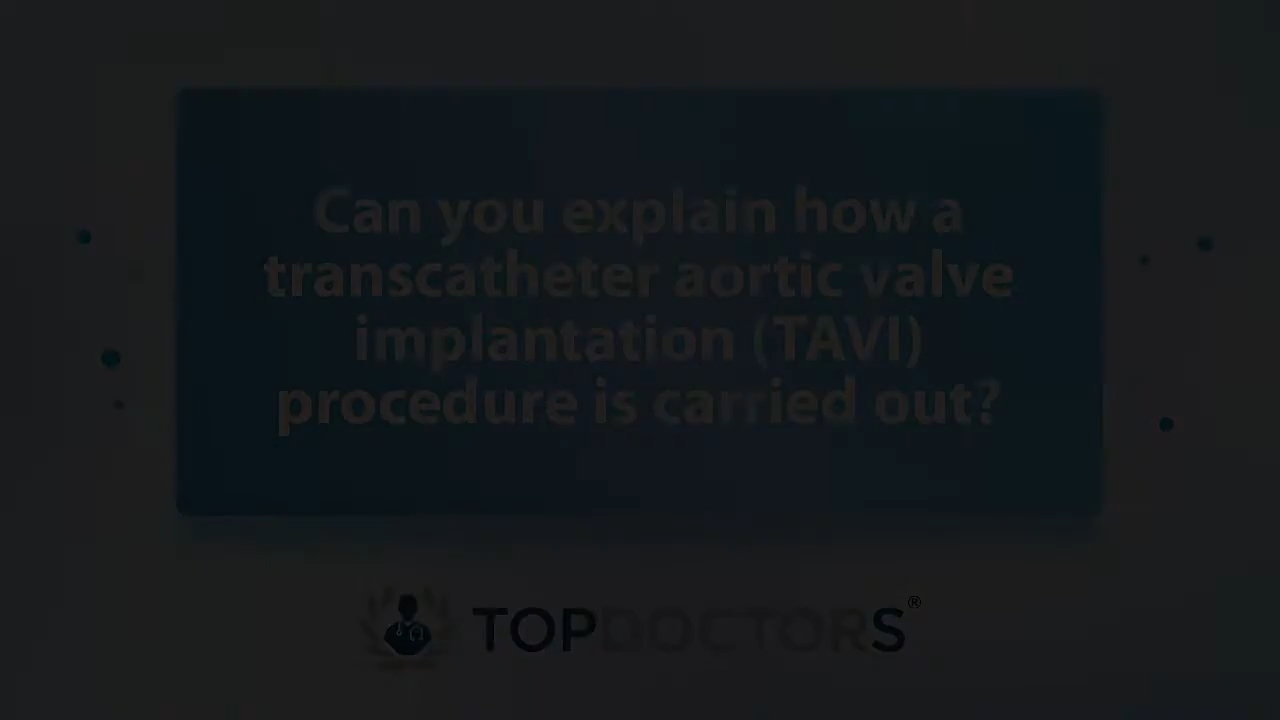 Can you explain how a
transcatheter aortic valve
implantation (TAVI)
procedure is carried out?
TOPDOCTORS®